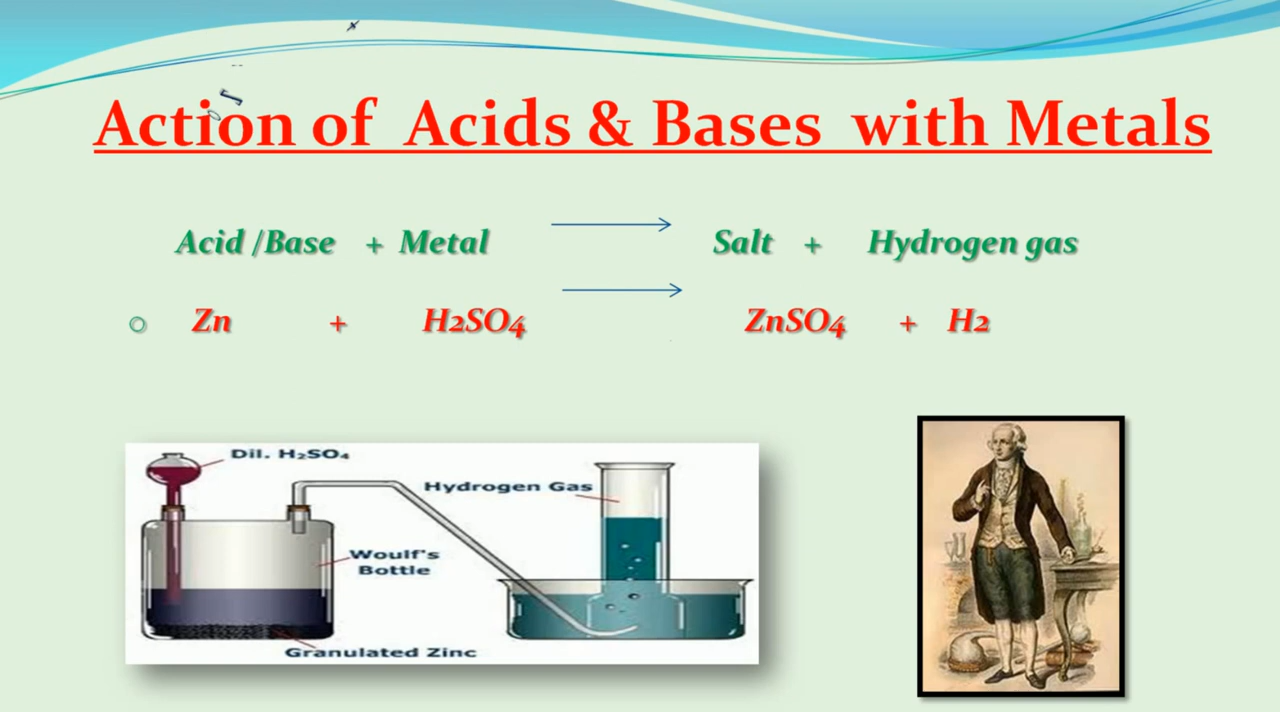 Action of Acids & Bases with Metals
Acid /Base + Metal Salt + Hydrogen gas
Zn + H2SO4 ZnSO4 + H2
Dil. H₂SO₄
Hydrogen Gas
Woulf's
Bottle
Granulated Zinc